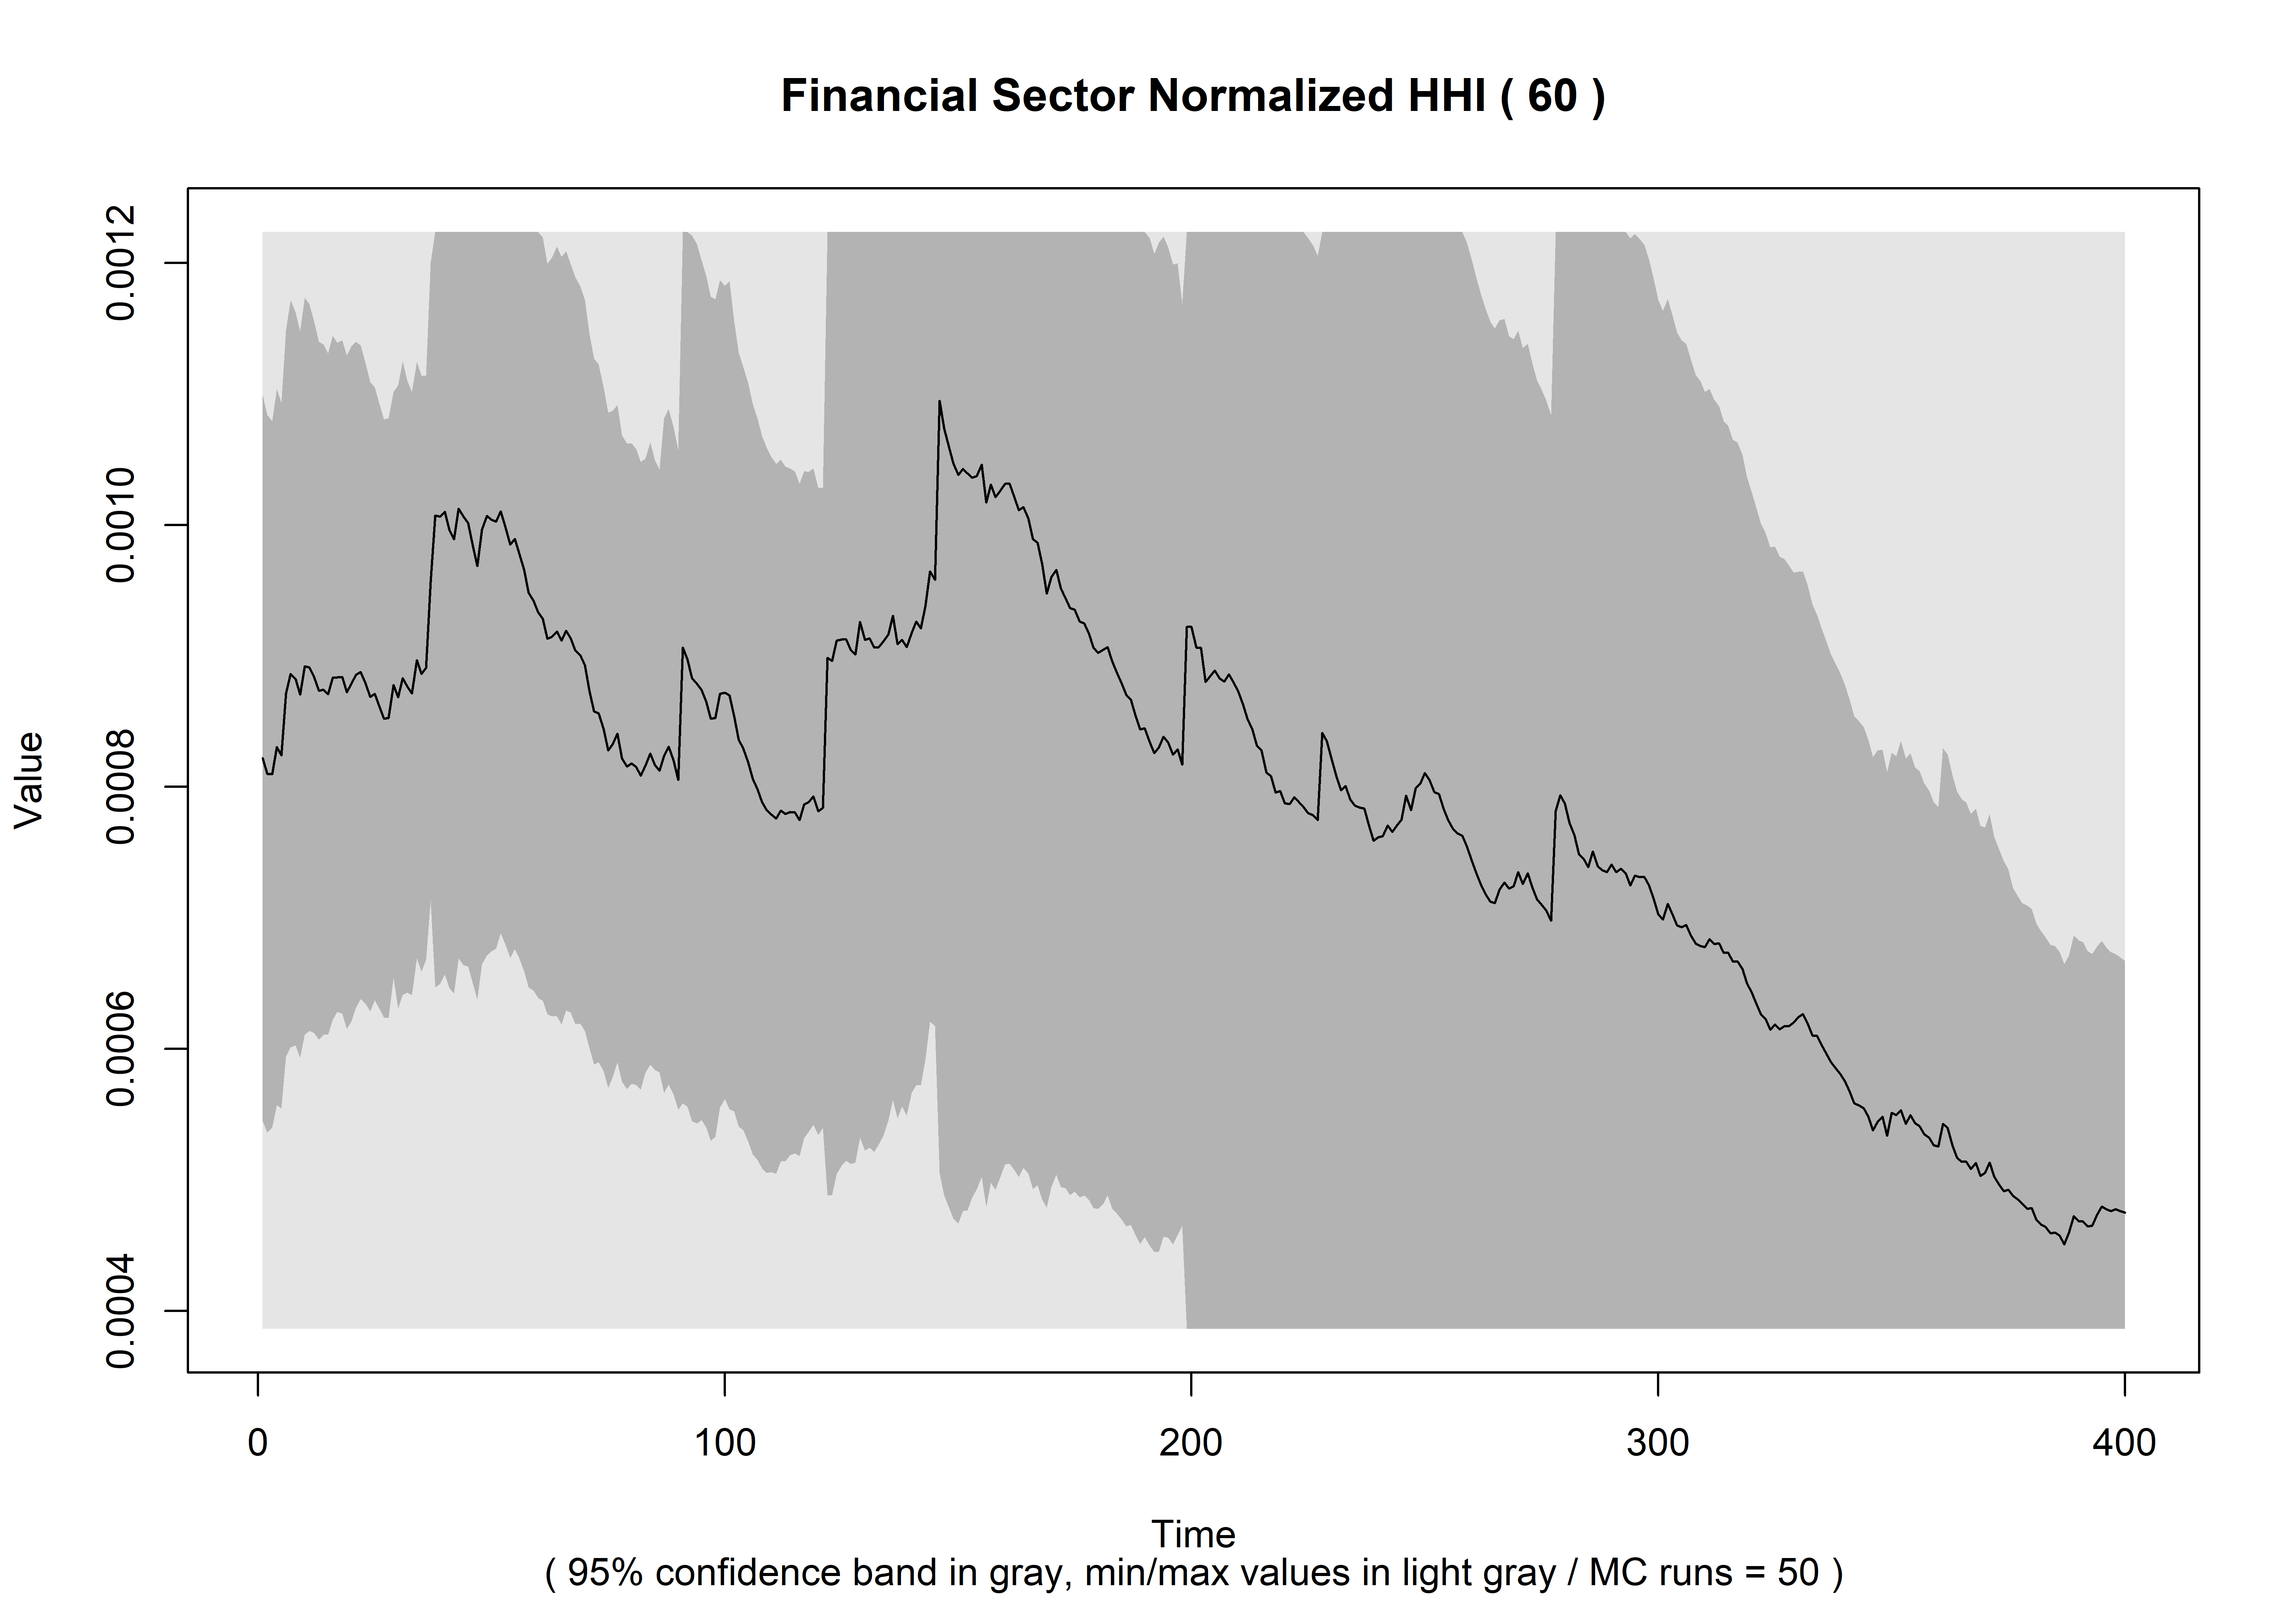 Financial Sector Normalized HHI ( 60 )
Value
0.0012
0.0010
0.0008
0.0006
0.0004
0 100 200 300 400
Time
( 95% confidence band in gray, min/max values in light gray / MC runs = 50 )